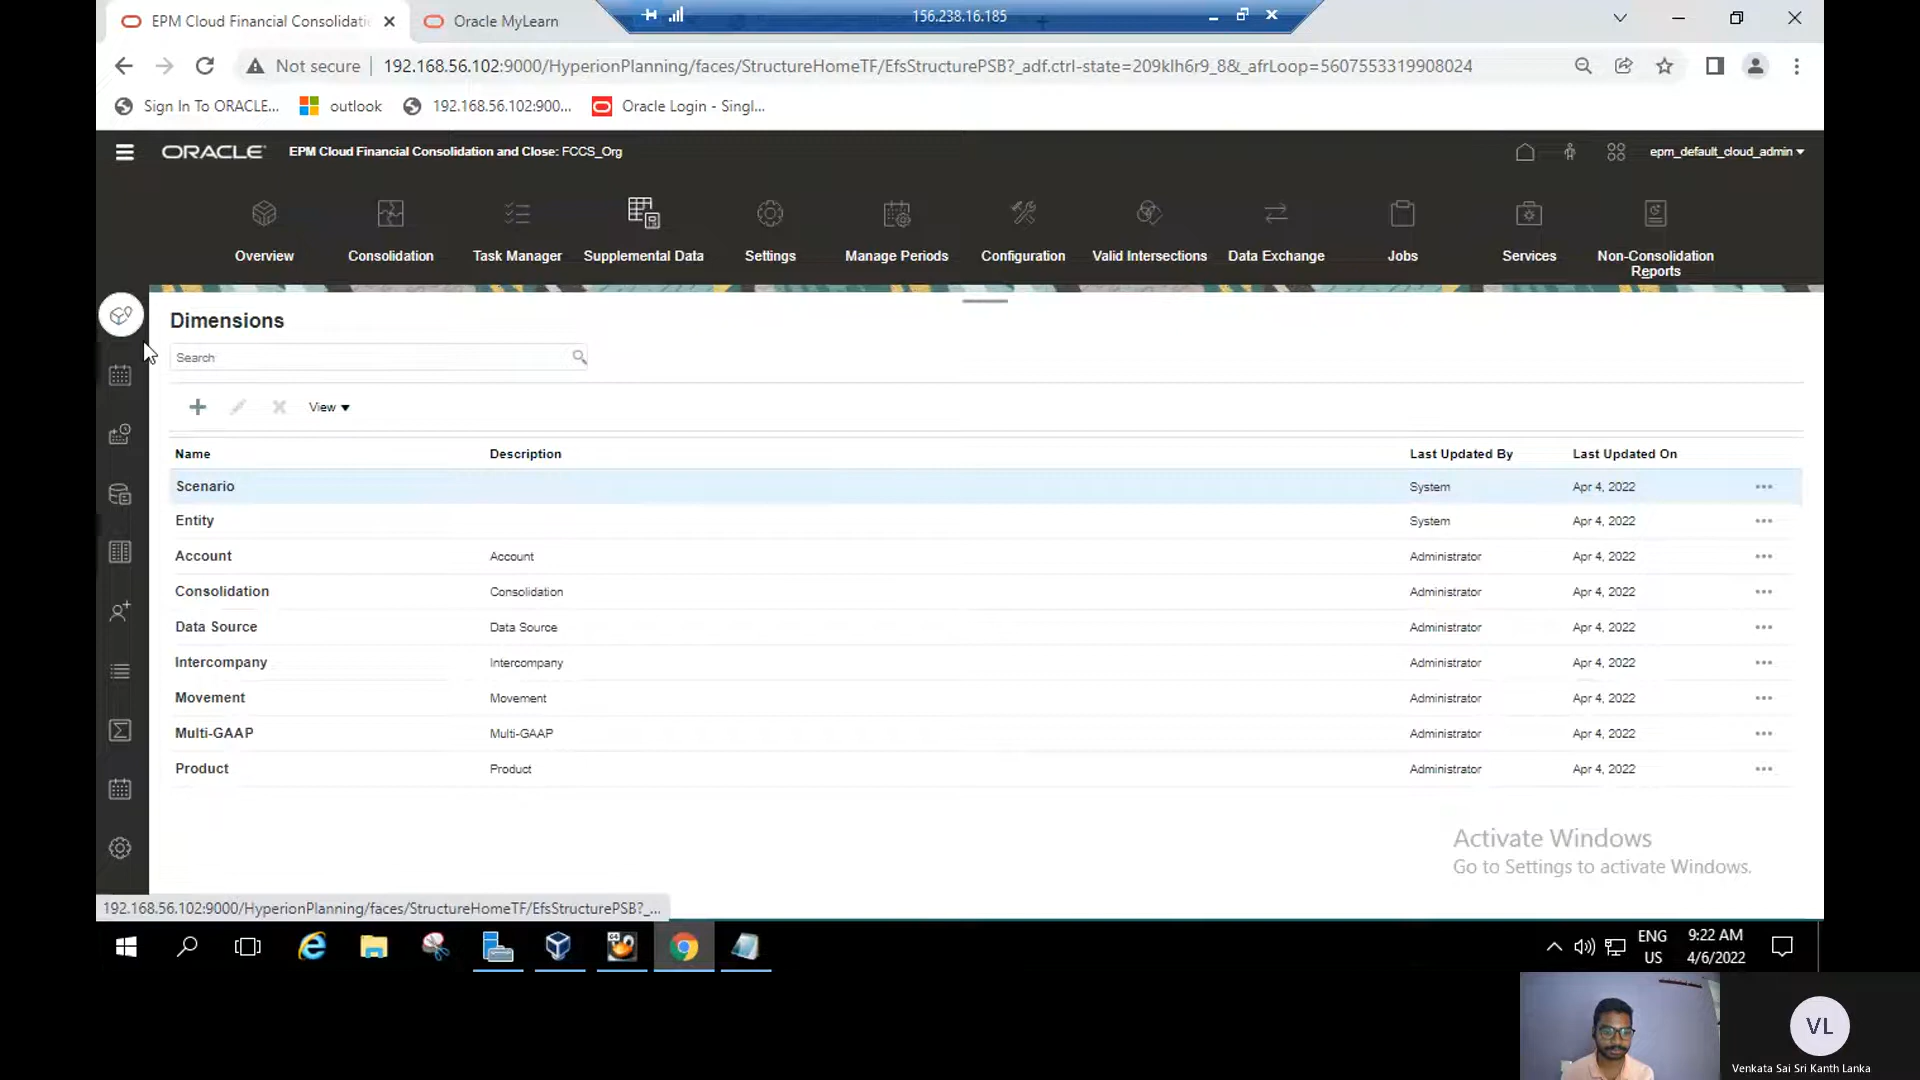 EPM Cloud Financial Consolidati
Oracle MyLearn
156.238.16.185
Not secure
192.168.56.102:9000/HyperionPlanning/faces/StructureHomeTF/EfsStructurePSB?_adf.ctrl-state=209klh6r9_8&_afrLoop=5607553319908024
Sign In To ORACLE...
outlook
192.168.56.102:900...
Oracle Login - Singl...
ORACLE
EPM Cloud Financial Consolidation and Close: FCCS_Org
epm_default_cloud_admin
Overview
Consolidation
Task Manager
Supplemental Data
Settings
Manage Periods
Configuration
Valid Intersections
Data Exchange
Jobs
Services
Non-Consolidation
Reports
Dimensions
Search
View
Name Description Last Updated By Last Updated On
Scenario System Apr 4, 2022
Entity System Apr 4, 2022
Account Account Administrator Apr 4, 2022
Consolidation Consolidation Administrator Apr 4, 2022
Data Source Data Source Administrator Apr 4, 2022
Intercompany Intercompany Administrator Apr 4, 2022
Movement Movement Administrator Apr 4, 2022
Multi-GAAP Multi-GAAP Administrator Apr 4, 2022
Product Product Administrator Apr 4, 2022
Activate Windows
Go to Settings to activate Windows.
192.168.56.102:9000/HyperionPlanning/faces/StructureHomeTF/EfsStructurePSB?_...
ENG
US
9:22 AM
4/6/2022
VL
Venkata Sai Sri Kanth Lanka